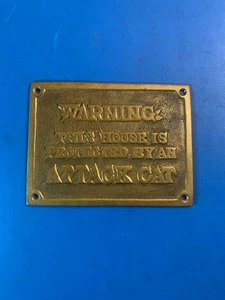 WARNING:
THIS HOUSE IS
PROTECTED BY AN
ATTACK CAT